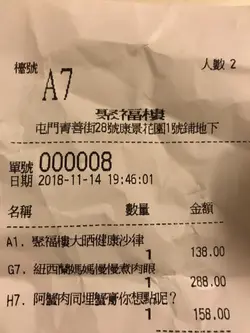 檯號
人數 2
A7
聚福樓
屯門青善街28號康景花園1號鋪地下
單號 000008
日期 2018-11-14 19:46:01
名稱 數量 金額
A1. 聚福樓大晒健康沙律
1 138.00
G7. 紐西蘭媽媽慢慢煮肉眼
1 288.00
H7. 阿蟹肉同埋蟹膏你想點呢?
1 158.00